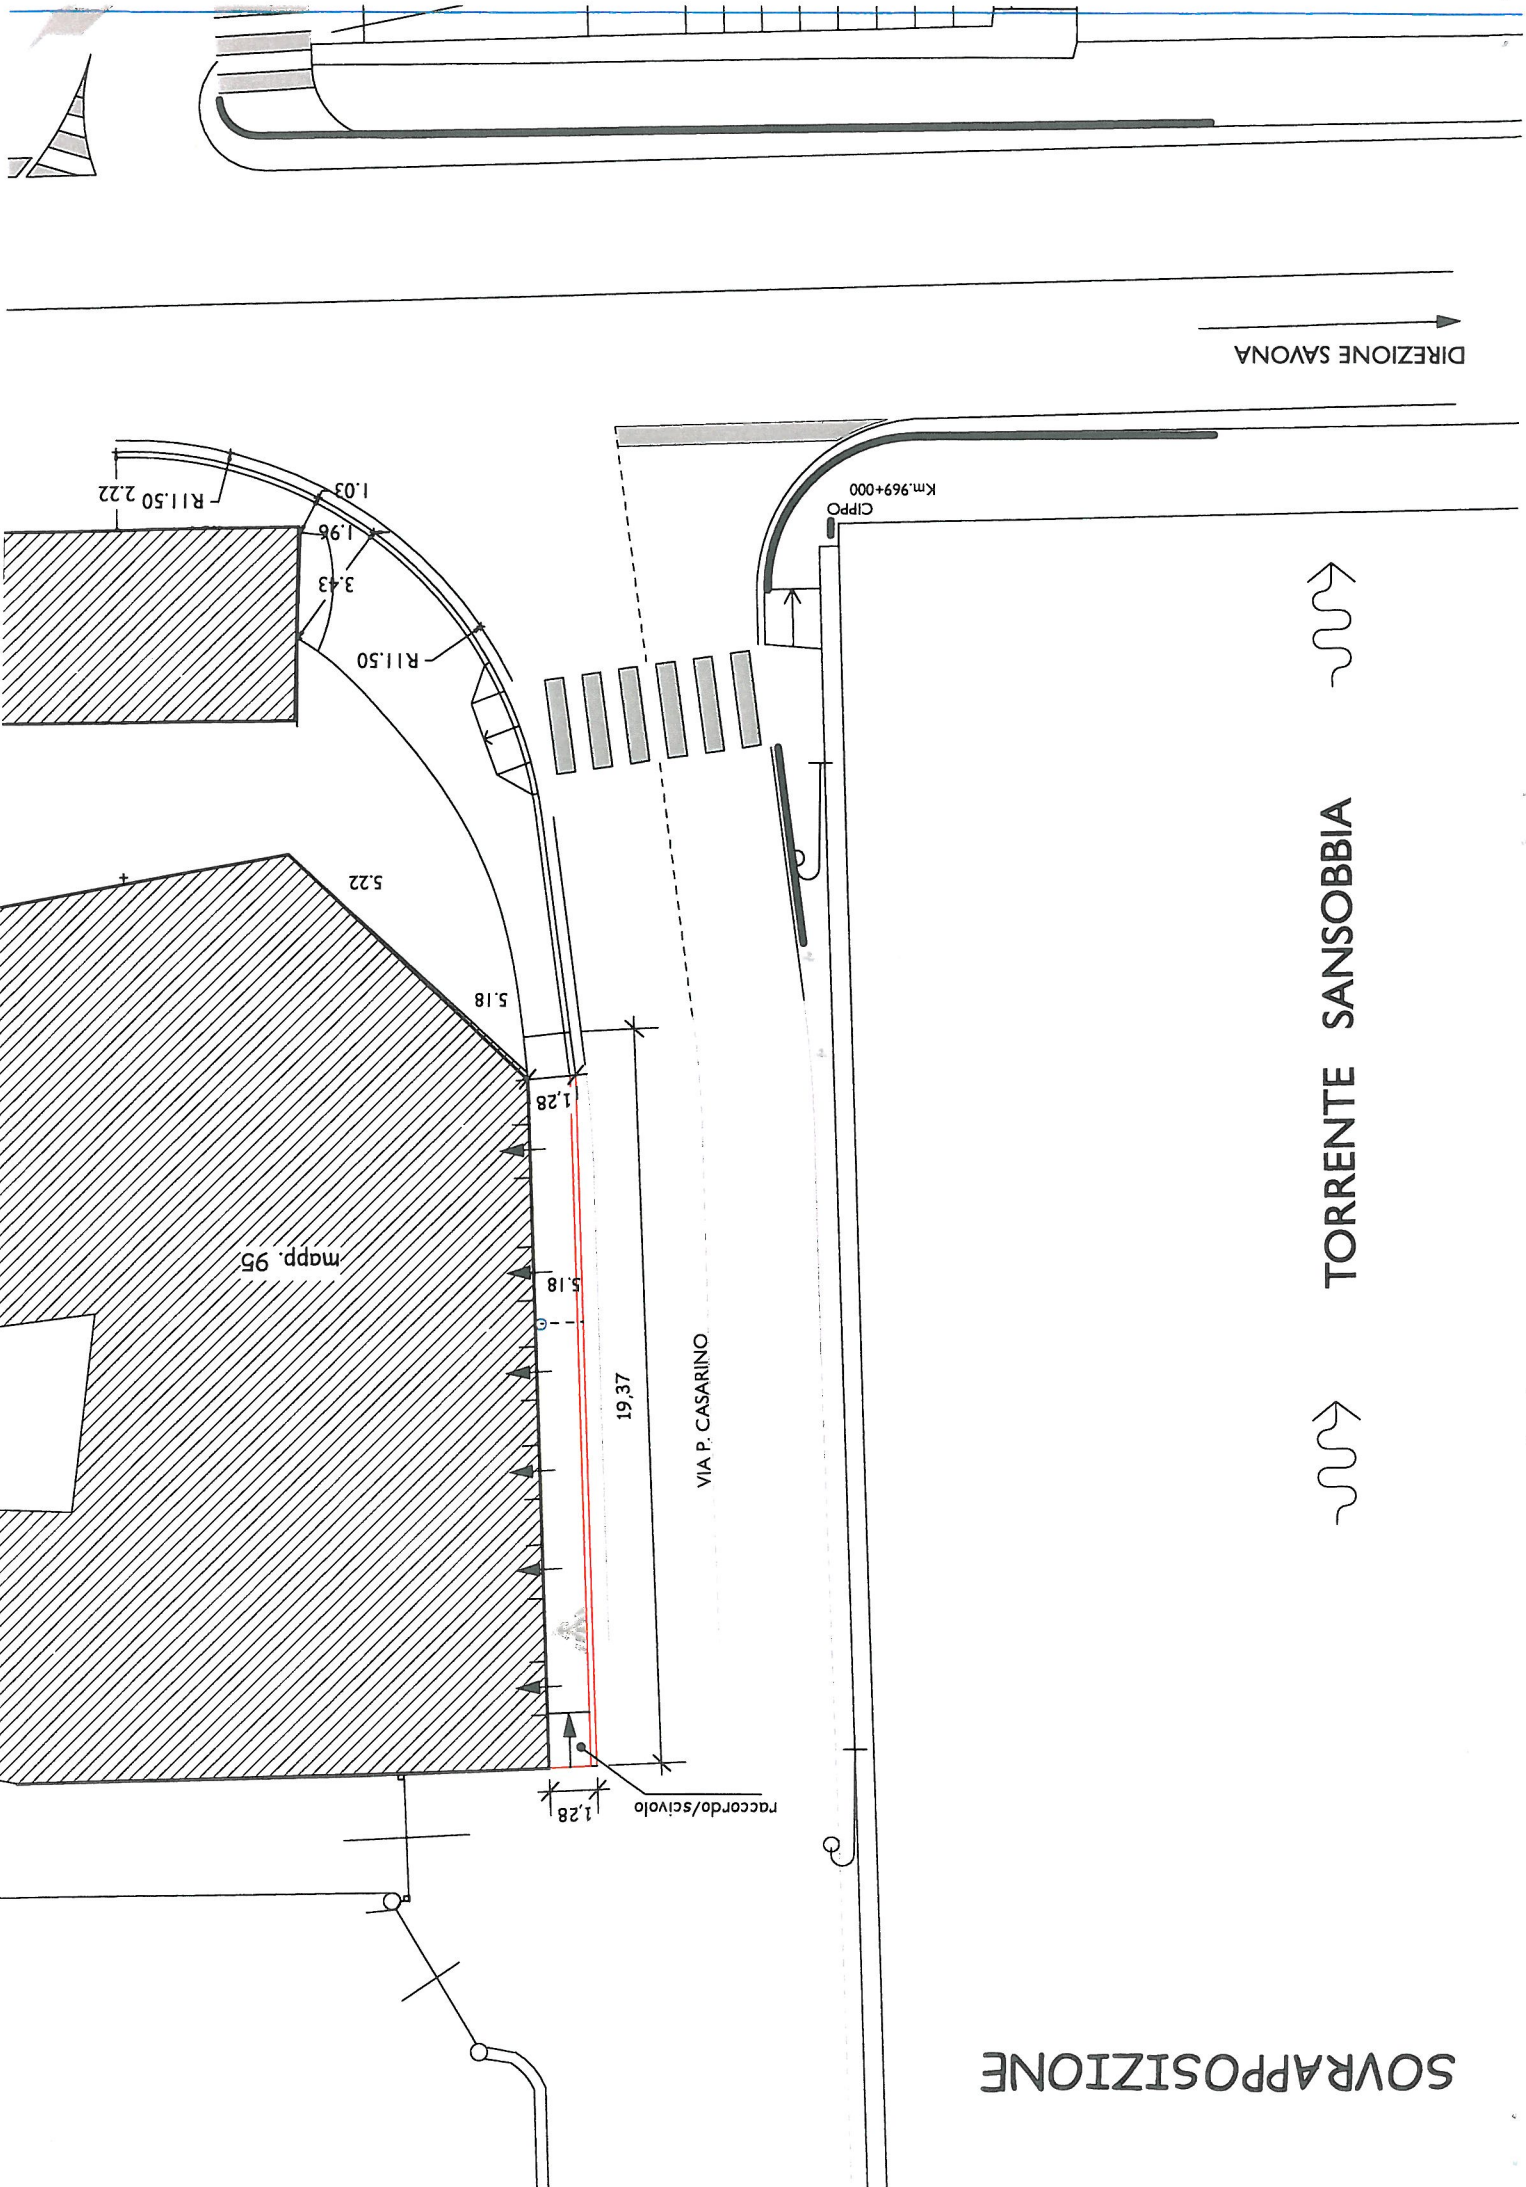 SOVRAPPOSIZIONE
raccordo/scivolo
1,28
19,37
VIA P. CASARINO
TORRENTE SANSOBBIA
mapp. 95
5.18
1,28
5.18
5.22
R11.50
3.43
1.96
1.03
R11.50
2.22
CIPPO
Km.969+000
DIREZIONE SAVONA